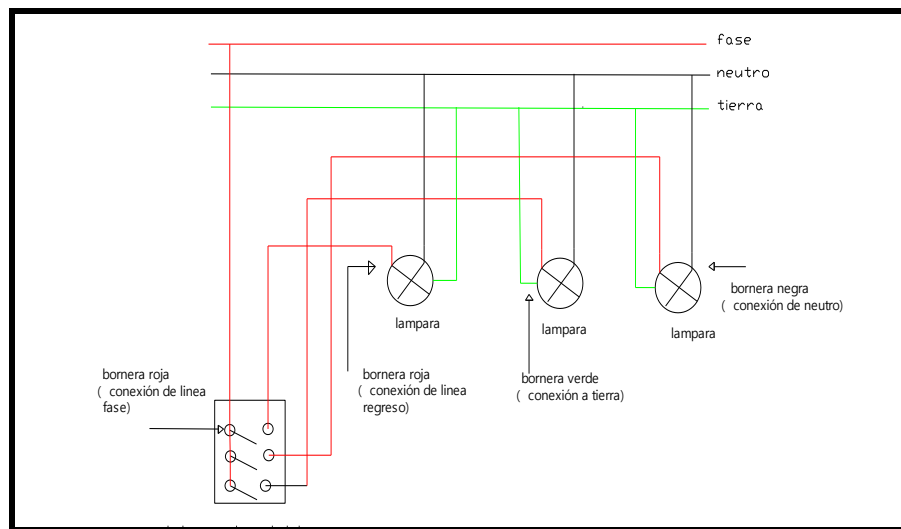 fase
neutro
tierra
bornera negra
( conexión de neutro)
lampara
lampara
lampara
bornera roja
( conexión de linea
fase)
bornera roja
( conexión de linea
regreso)
bornera verde
( conexión a tierra)